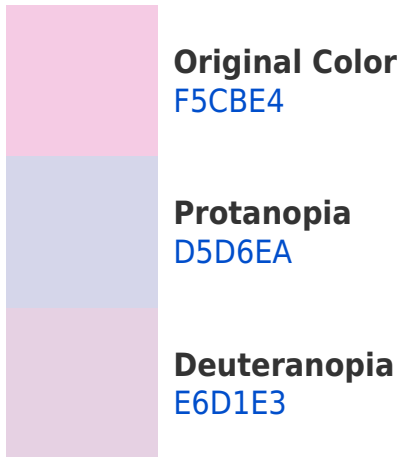 Original Color
F5CBE4
Protanopia
D5D6EA
Deuteranopia
E6D1E3